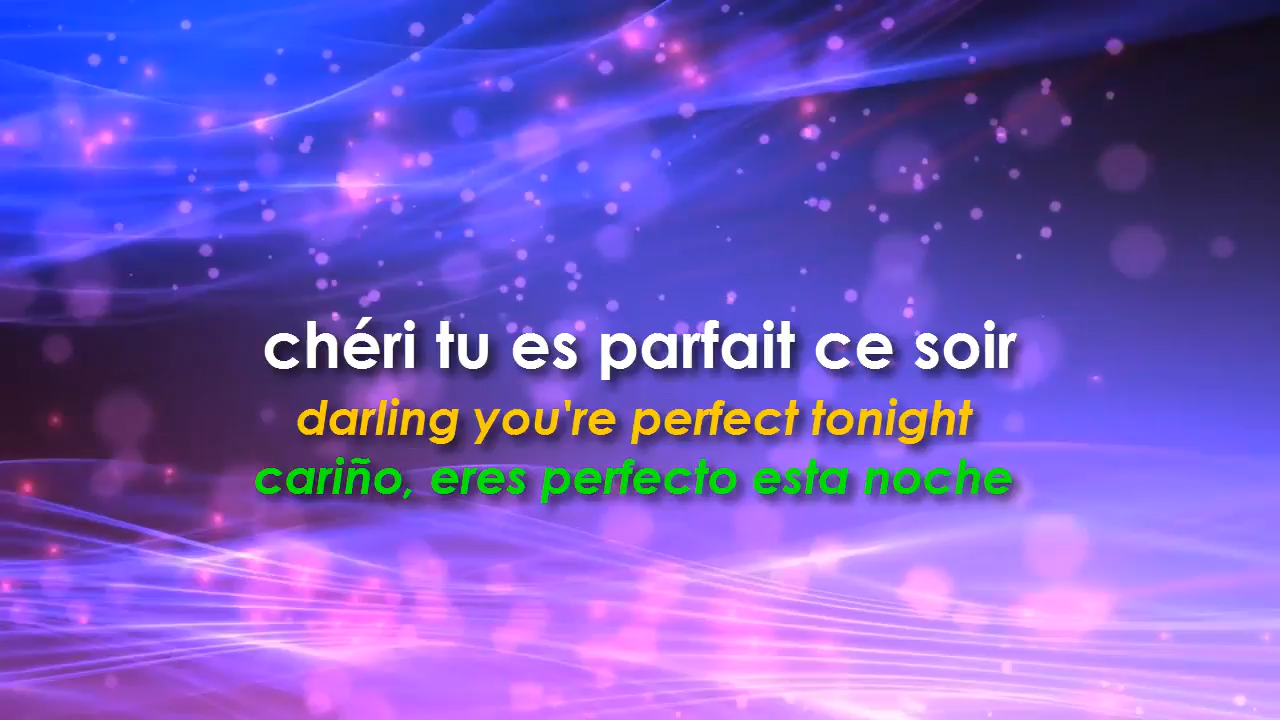 chéri tu es parfait ce soir
darling you're perfect tonight
cariño, eres perfecto esta noche